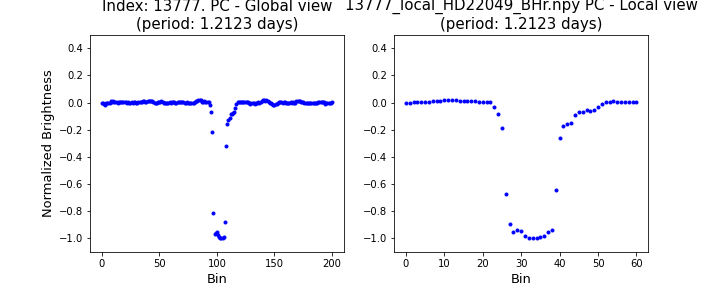 Index: 13777. PC - Global view
(period: 1.2123 days)
13777_local_HD22049_BHr.npy PC - Local view
(period: 1.2123 days)
Normalized Brightness
0.4
0.2
0.0
−0.2
−0.4
−0.6
−0.8
−1.0
0 50 100 150 200
Bin
0.4
0.2
0.0
−0.2
−0.4
−0.6
−0.8
−1.0
0 10 20 30 40 50 60
Bin